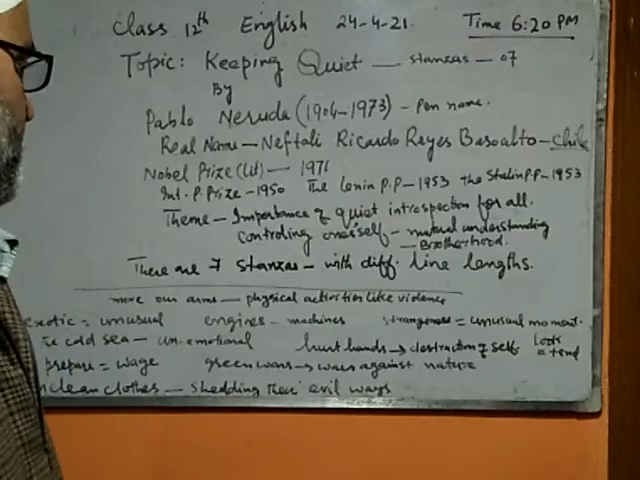 Class 12th English 24-4-21. Time 6:20 PM
Topic: Keeping Quiet — stanzas — 07
By
Pablo Neruda (1904-1973) - Pen name.
Real Name - Neftali Ricardo Reyes Basoalto - Chile
Nobel Prize (Lit) — 1971
Int. P. Prize - 1950 The Lenin P.P - 1953 The Stalin P.P - 1953
Theme - Importance of quiet introspection for all.
Controling ones'self - mutual understanding
— Brotherhood.
There are 7 Stanzas - with diff. line lengths.
move our arms — physical activities like violence
exotic = unusual engines - machines strangeness = unusual moment.
cold sea - un-emotional hurt hands → destruction of self Look = tend
prepare = wage green wars → wars against nature
clean clothes — shedding their evil ways